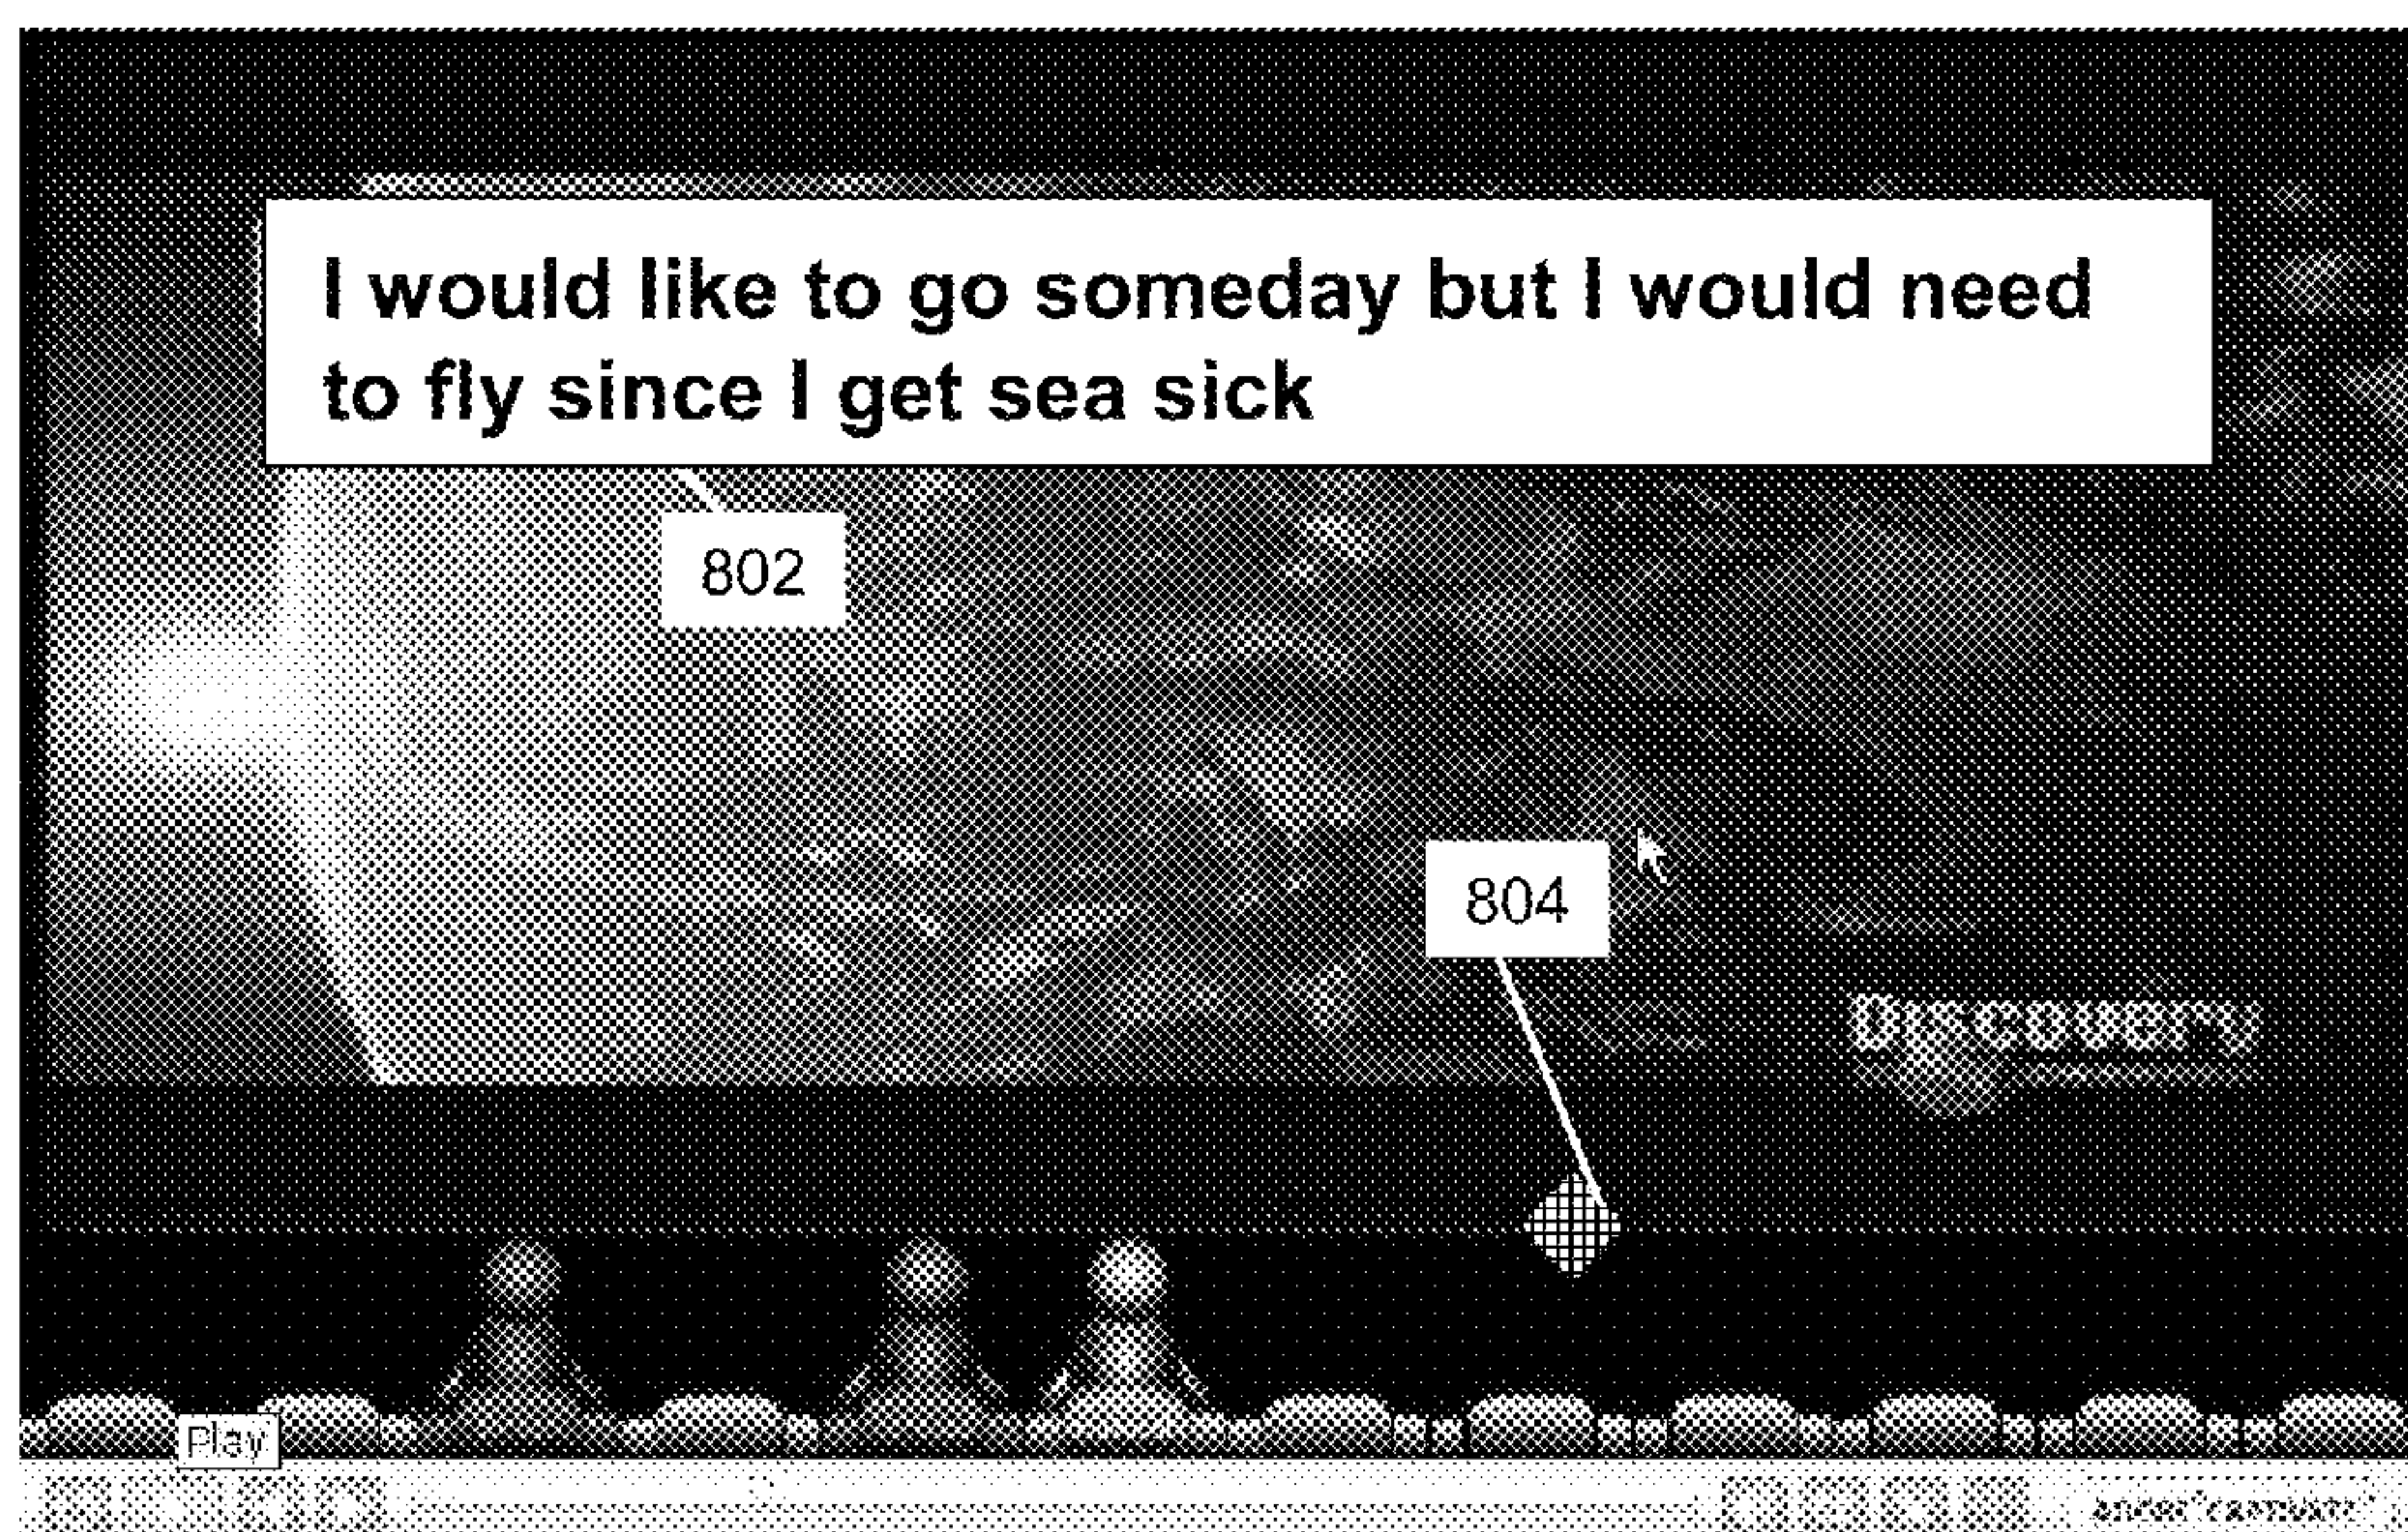 I would like to go someday but I would need
to fly since I get sea sick
802
804
Discovery
Play